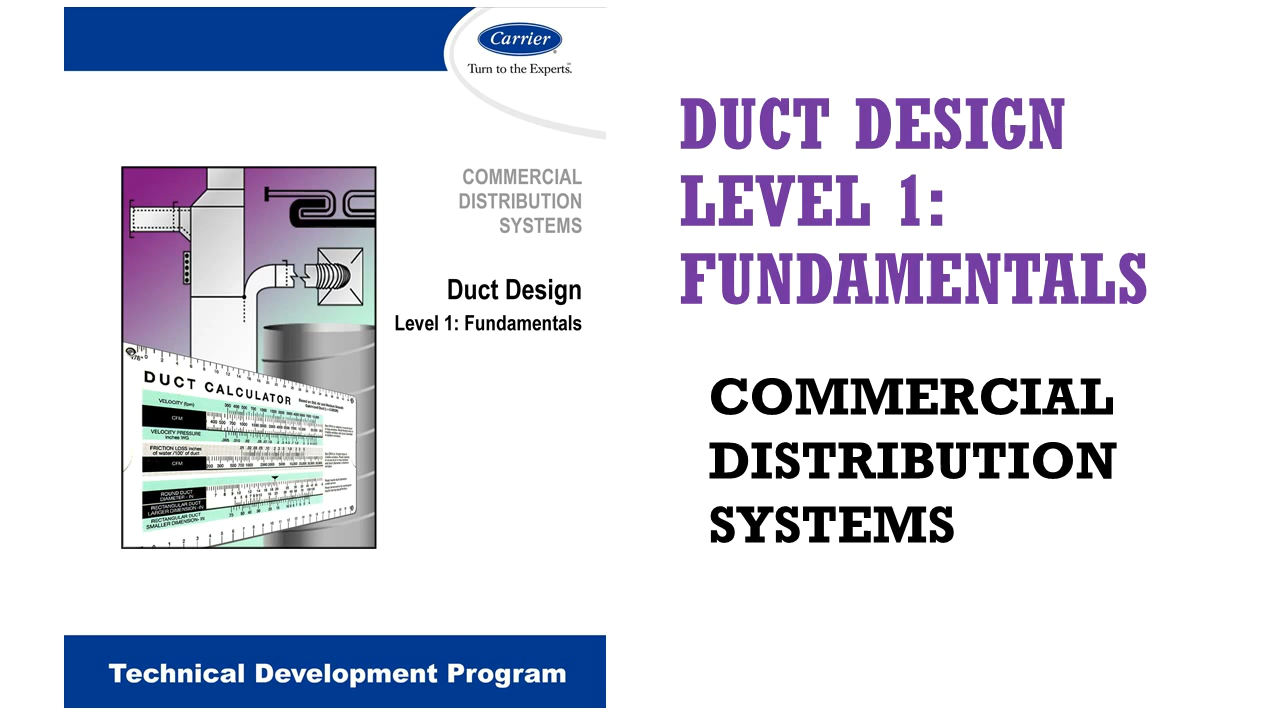 Carrier
Turn to the Experts.
COMMERCIAL
DISTRIBUTION
SYSTEMS
Duct Design
Level 1: Fundamentals
DUCT CALCULATOR
VELOCITY (fpm)
CFM
VELOCITY PRESSURE
inches WG
FRICTION LOSS inches
of water /100' of duct
CFM
ROUND DUCT
DIAMETER - IN
RECTANGULAR DUCT
LARGER DIMENSION- IN
RECTANGULAR DUCT
SMALLER DIMENSION- IN
Technical Development Program
DUCT DESIGN
LEVEL 1:
FUNDAMENTALS
COMMERCIAL
DISTRIBUTION
SYSTEMS